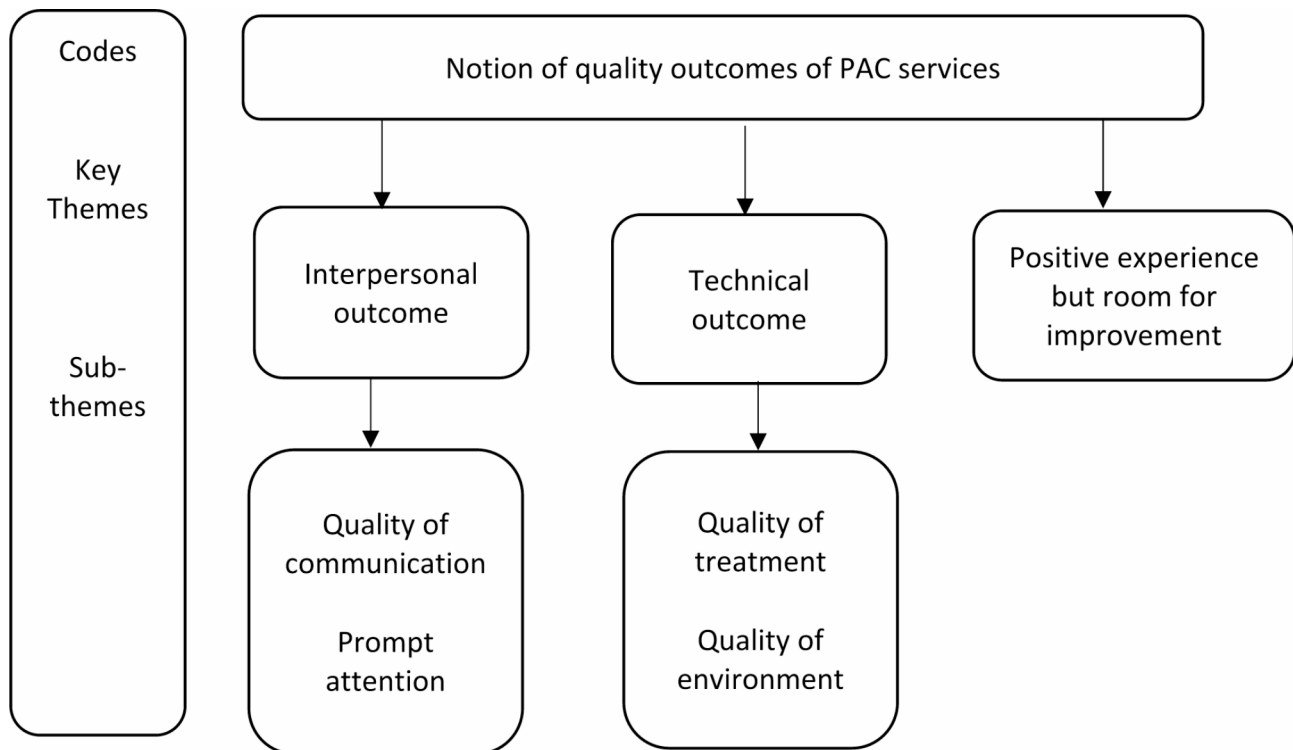 Codes
Key
Themes
Sub-
themes
Notion of quality outcomes of PAC services
Interpersonal
outcome
Technical
outcome
Positive experience
but room for
improvement
Quality of
communication
Prompt
attention
Quality of
treatment
Quality of
environment